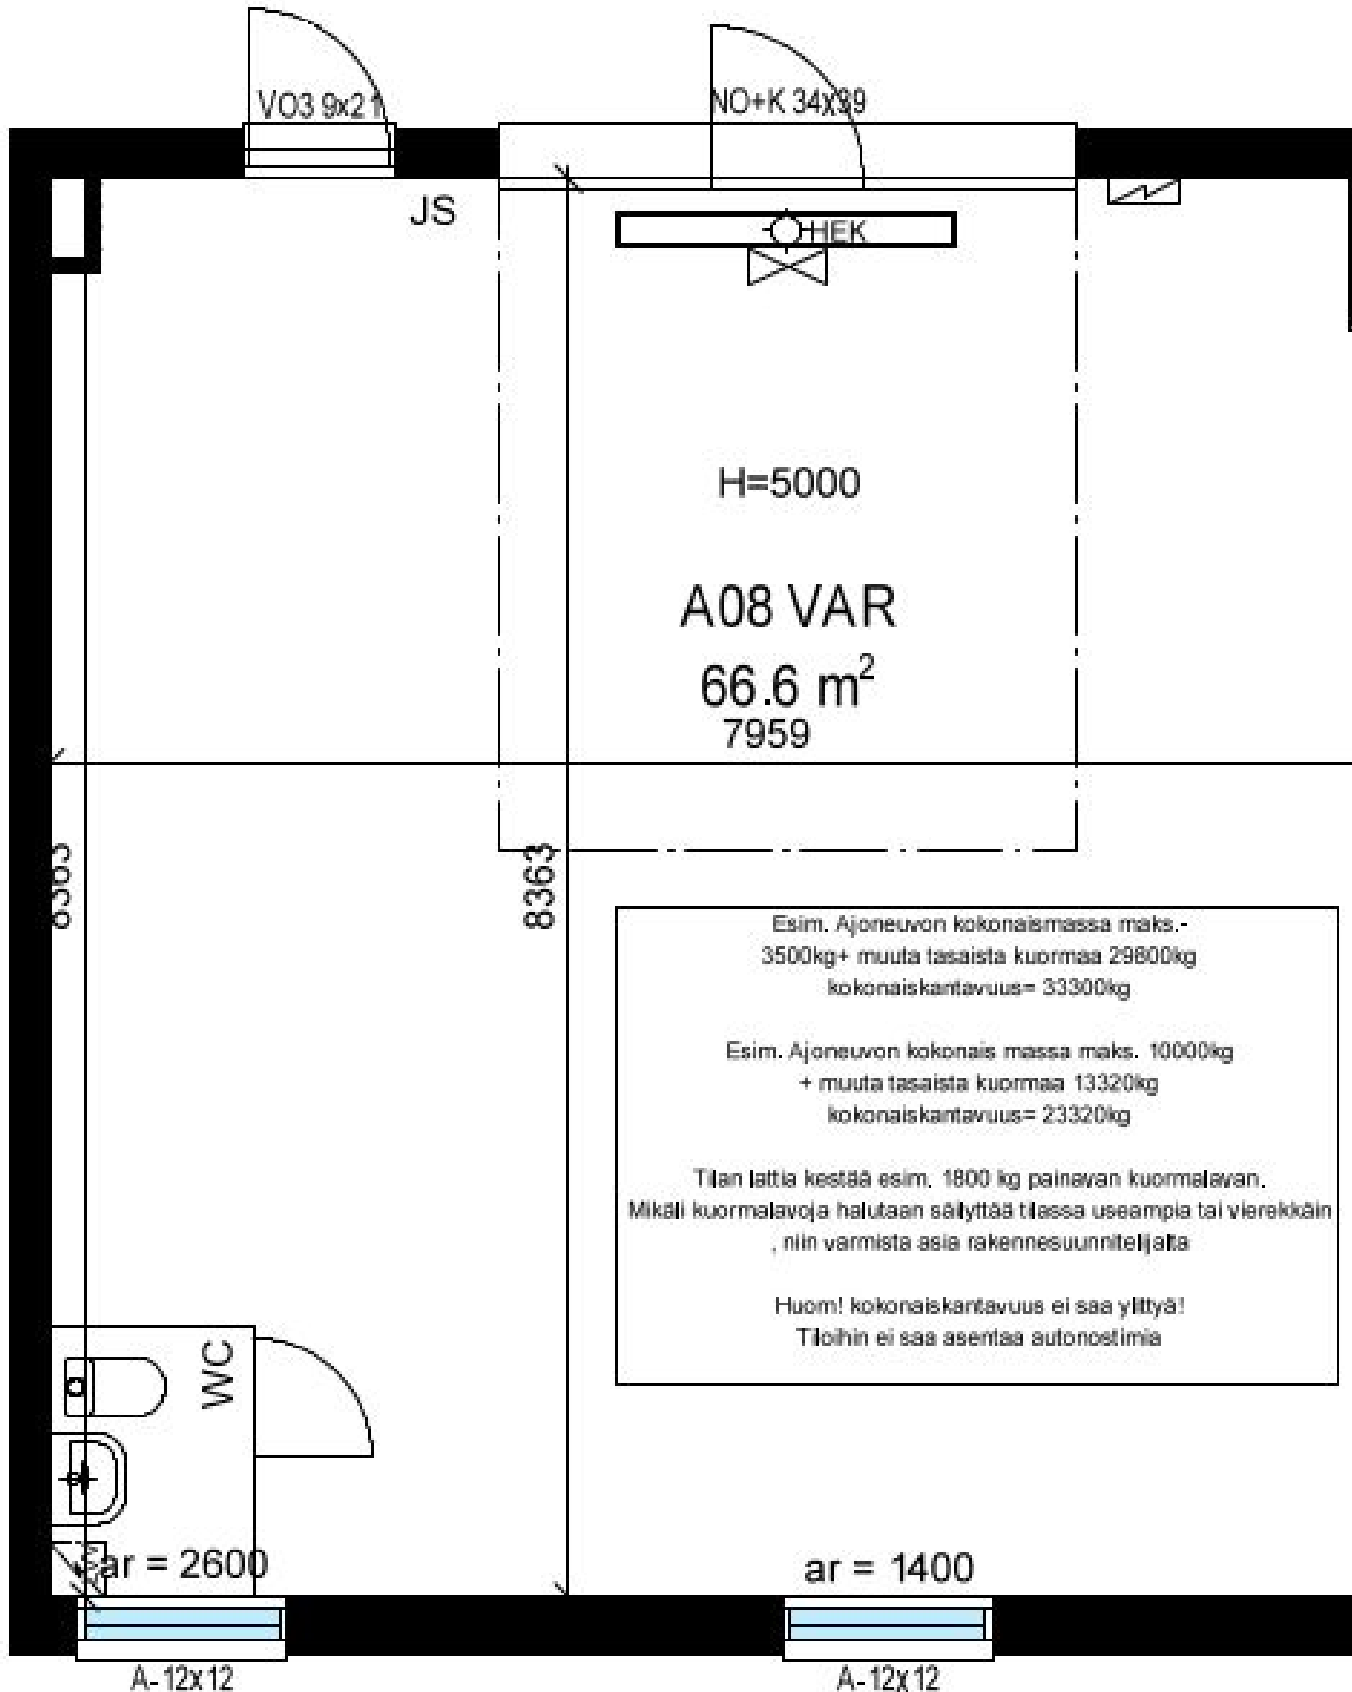 VO3 9x21
NO+K 34x39
JS
HEK
H=5000
A08 VAR
66.6 m²
7959
8363
8363
Esim. Ajoneuvon kokonaismassa maks.-
3500kg+ muuta tasaista kuormaa 29800kg
kokonaiskantavuus= 33300kg
Esim. Ajoneuvon kokonais massa maks. 10000kg
+ muuta tasaista kuormaa 13320kg
kokonaiskantavuus= 23320kg
Tilan lattia kestää esim. 1800 kg painavan kuormalavan.
Mikäli kuormalavoja halutaan säilyttää tilassa useampia tai vierekkäin
, niin varmista asia rakennesuunnitelijalta
Huom! kokonaiskantavuus ei saa ylittyä!
Tiloihin ei saa asentaa autonostimia
WC
ar = 2600
ar = 1400
A-12x12
A-12x12